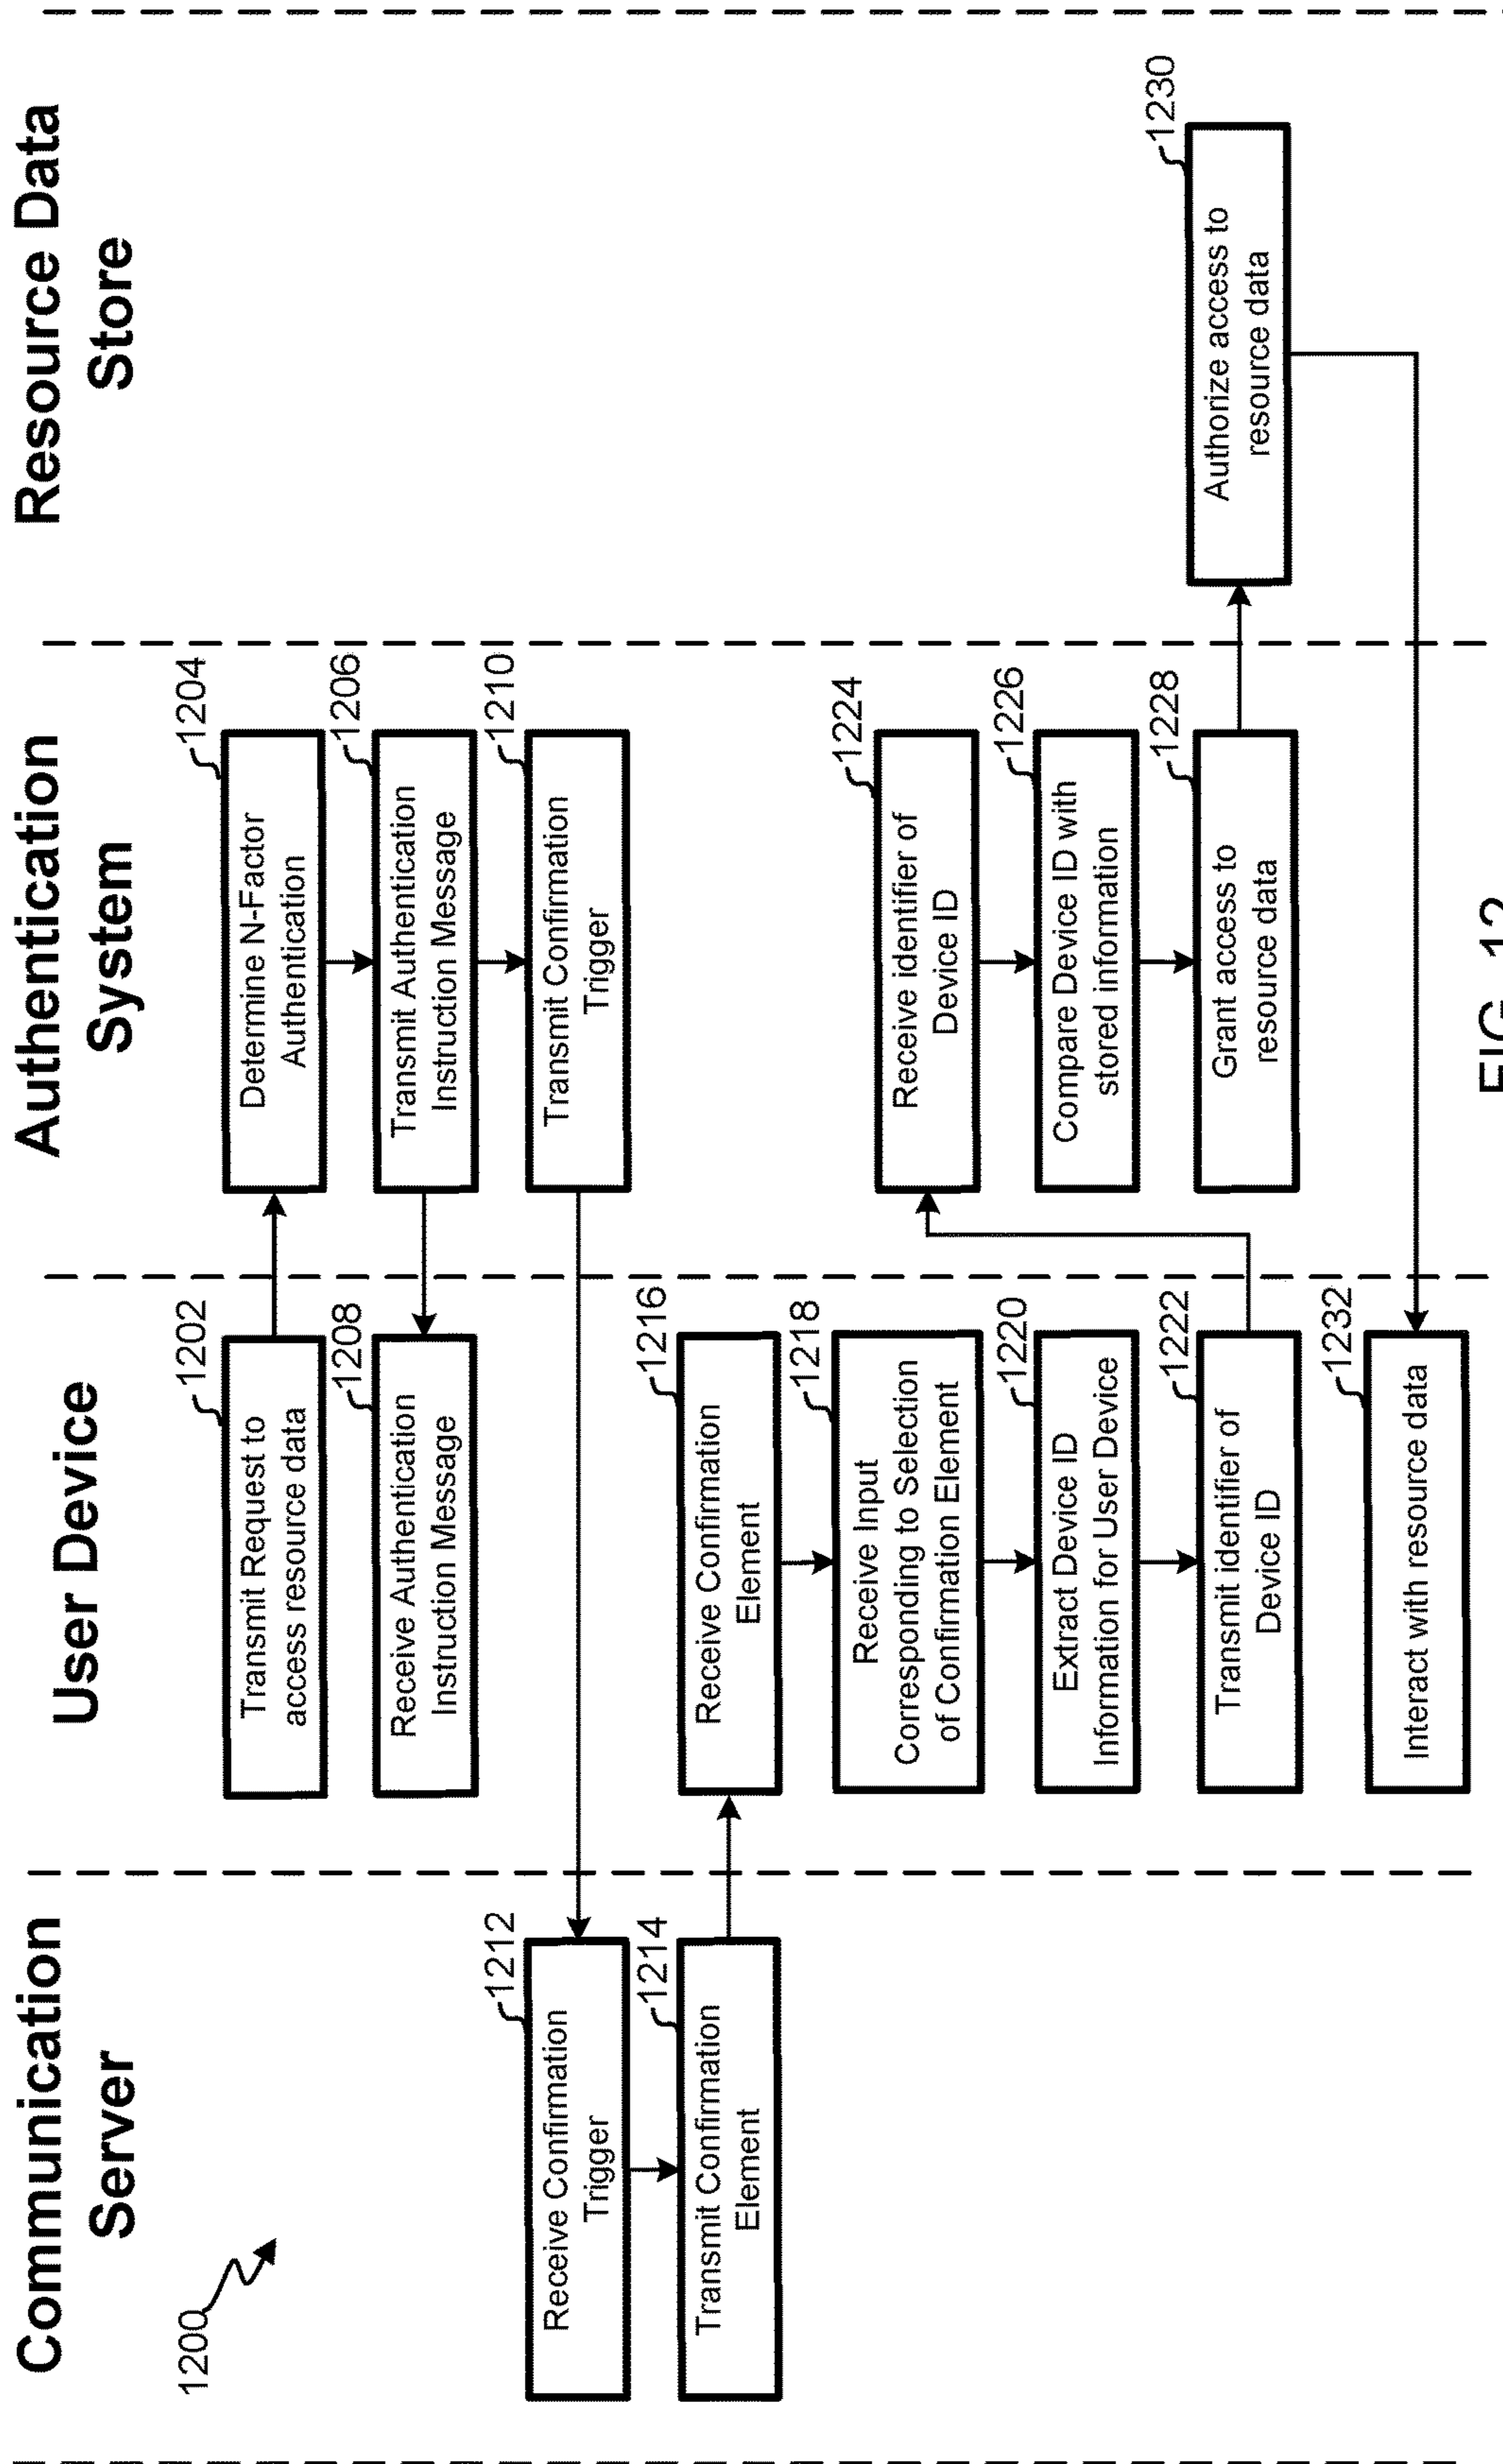 Communication
Server
User Device
Authentication
System
Resource Data
Store
1200
1202
Transmit Request to
access resource data
1204
Determine N-Factor
Authentication
1206
Transmit Authentication
Instruction Message
1208
Receive Authentication
Instruction Message
1210
Transmit Confirmation
Trigger
1212
Receive Confirmation
Trigger
1214
Transmit Confirmation
Element
1216
Receive Confirmation
Element
1218
Receive Input
Corresponding to Selection
of Confirmation Element
1220
Extract Device ID
Information for User Device
1222
Transmit identifier of
Device ID
1224
Receive identifier of
Device ID
1226
Compare Device ID with
stored information
1228
Grant access to
resource data
1230
Authorize access to
resource data
1232
Interact with resource data
FIG. 12